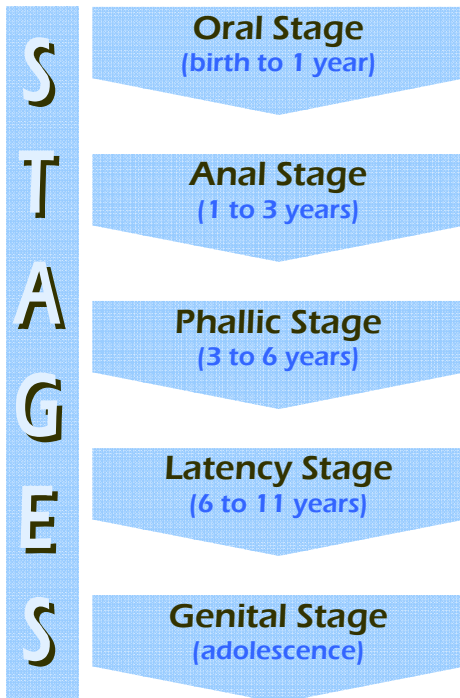 STAGES
Oral Stage
(birth to 1 year)
Anal Stage
(1 to 3 years)
Phallic Stage
(3 to 6 years)
Latency Stage
(6 to 11 years)
Genital Stage
(adolescence)